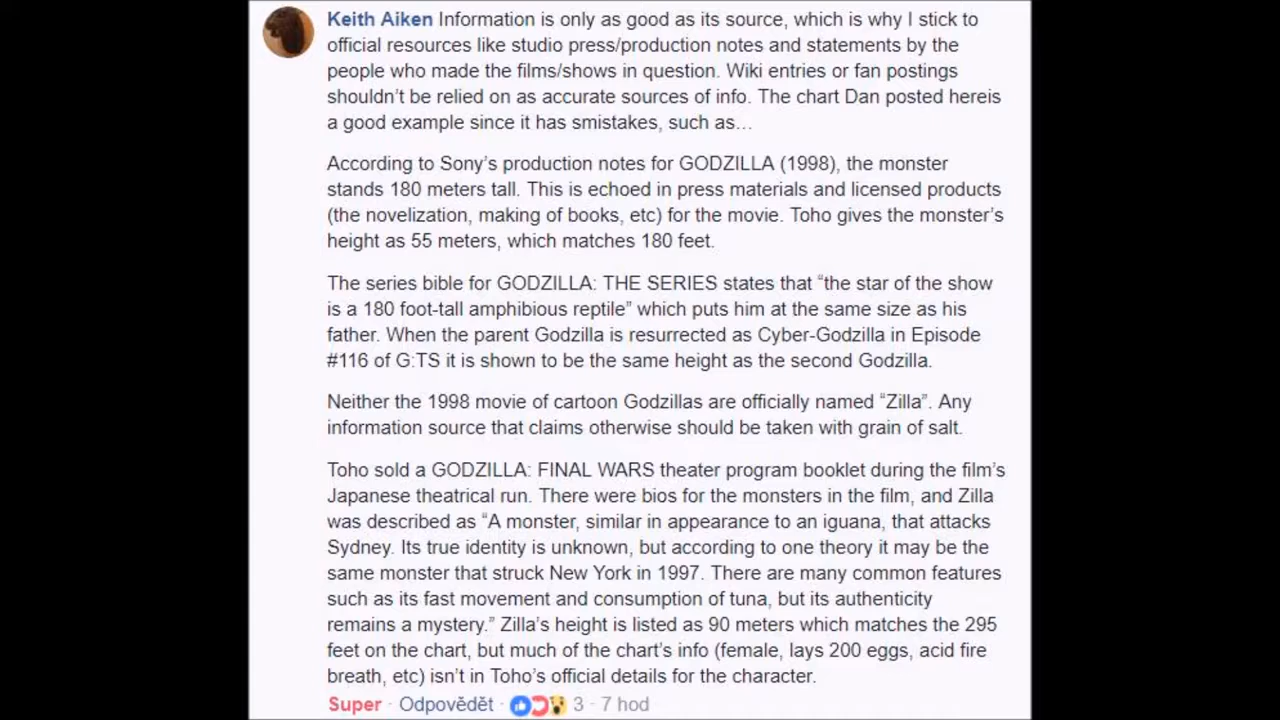 Keith Aiken Information is only as good as its source, which is why I stick to
official resources like studio press/production notes and statements by the
people who made the films/shows in question. Wiki entries or fan postings
shouldn't be relied on as accurate sources of info. The chart Dan posted hereis
a good example since it has smistakes, such as…
According to Sony's production notes for GODZILLA (1998), the monster
stands 180 meters tall. This is echoed in press materials and licensed products
(the novelization, making of books, etc) for the movie. Toho gives the monster's
height as 55 meters, which matches 180 feet.
The series bible for GODZILLA: THE SERIES states that “the star of the show
is a 180 foot-tall amphibious reptile” which puts him at the same size as his
father. When the parent Godzilla is resurrected as Cyber-Godzilla in Episode
#116 of G:TS it is shown to be the same height as the second Godzilla.
Neither the 1998 movie of cartoon Godzillas are officially named “Zilla”. Any
information source that claims otherwise should be taken with grain of salt.
Toho sold a GODZILLA: FINAL WARS theater program booklet during the film's
Japanese theatrical run. There were bios for the monsters in the film, and Zilla
was described as “A monster, similar in appearance to an iguana, that attacks
Sydney. Its true identity is unknown, but according to one theory it may be the
same monster that struck New York in 1997. There are many common features
such as its fast movement and consumption of tuna, but its authenticity
remains a mystery.” Zilla's height is listed as 90 meters which matches the 295
feet on the chart, but much of the chart's info (female, lays 200 eggs, acid fire
breath, etc) isn't in Toho's official details for the character.
Super · Odpovědět · 3 · 7 hod